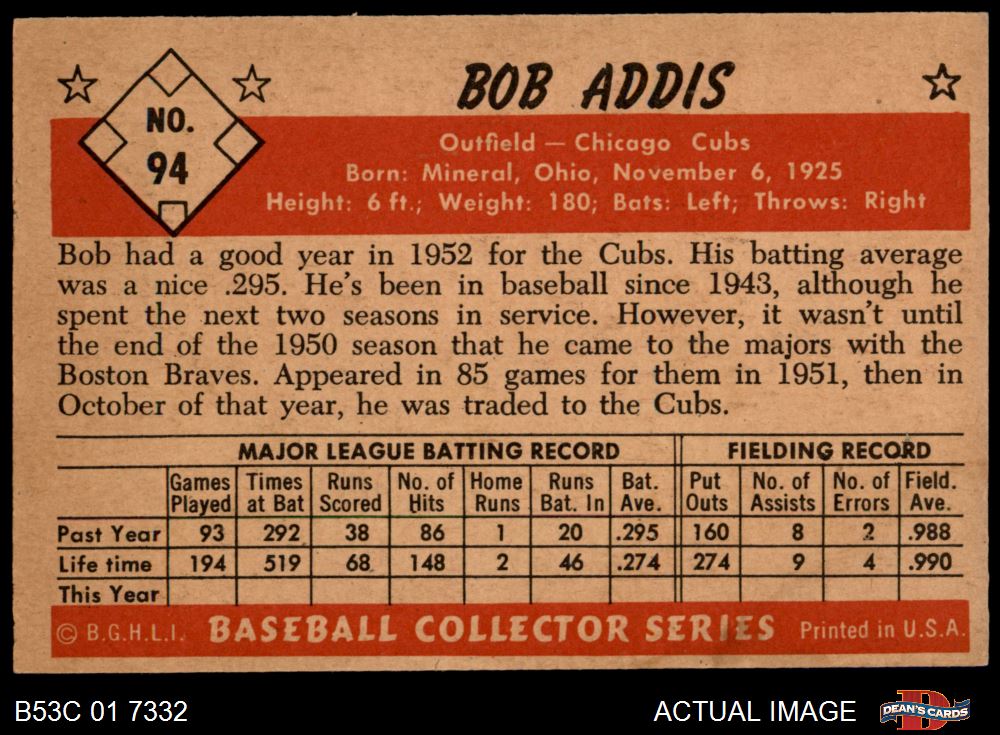 BOB ADDIS
NO.
94
Outfield — Chicago Cubs
Born: Mineral, Ohio, November 6, 1925
Height: 6 ft.; Weight: 180; Bats: Left; Throws: Right
Bob had a good year in 1952 for the Cubs. His batting average
was a nice .295. He's been in baseball since 1943, although he
spent the next two seasons in service. However, it wasn't until
the end of the 1950 season that he came to the majors with the
Boston Braves. Appeared in 85 games for them in 1951, then in
October of that year, he was traded to the Cubs.
MAJOR LEAGUE BATTING RECORD FIELDING RECORD
Games Times Runs No. of Home Runs Bat. Put No. of No. of Field.
Played at Bat Scored Hits Runs Bat. In Ave. Outs Assists Errors Ave.
Past Year 93 292 38 86 1 20 .295 160 8 2 .988
Life time 194 519 68 148 2 46 .274 274 9 4 .990
This Year
© B.G.H.L.I. BASEBALL COLLECTOR SERIES Printed in U.S.A.
B53C 01 7332 ACTUAL IMAGE D DEAN'S CARDS